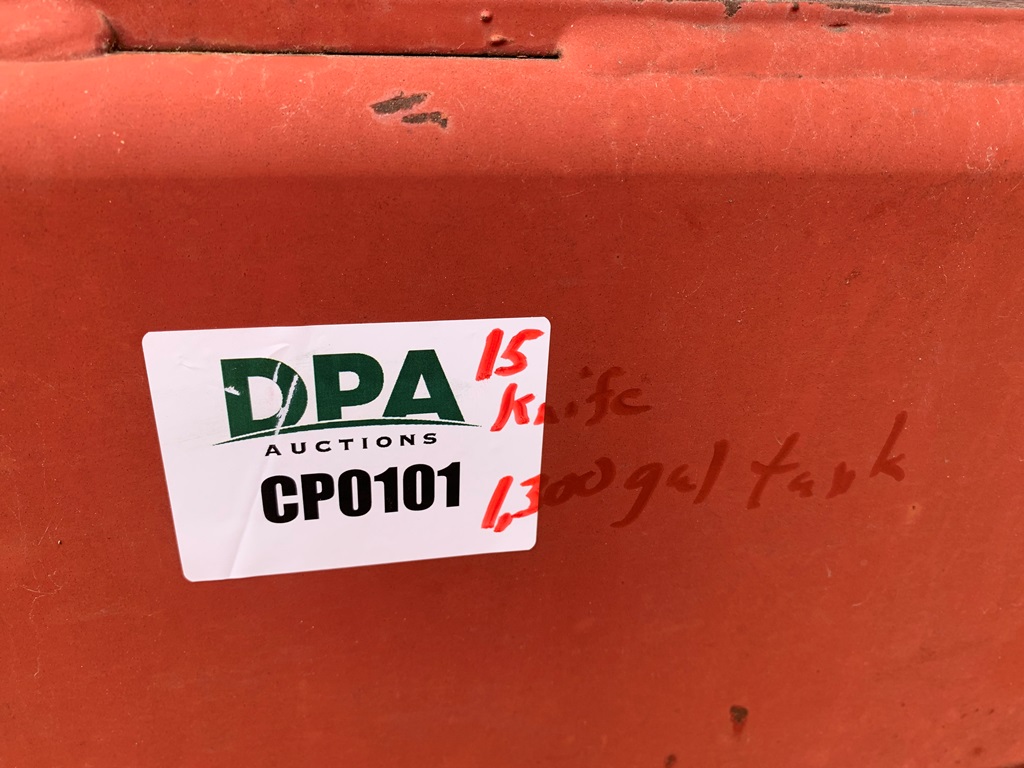 DPA
AUCTIONS
CP0101
15
Knife
1,300 gal tank